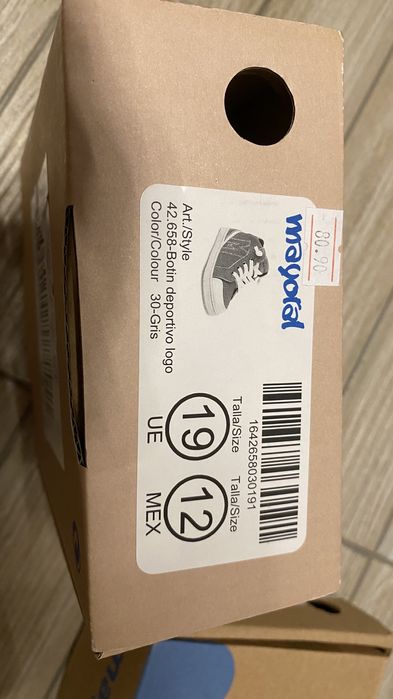 80.90
mayoral
Art./Style
42.658-Botin deportivo logo
Color/Colour 30-Gris
1642658030191
Talla/Size Talla/Size
19 12
UE MEX